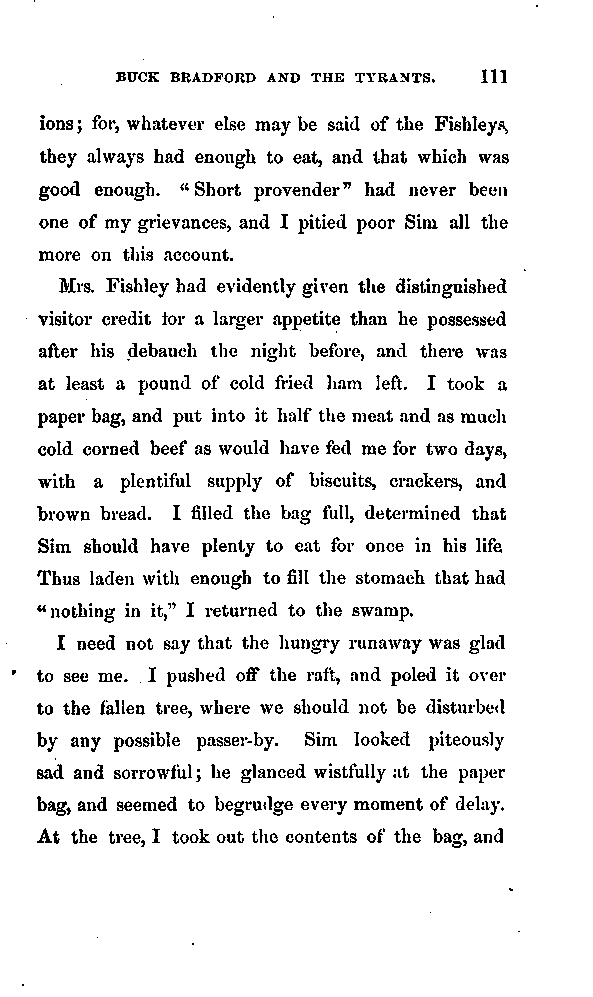 BUCK BRADFORD AND THE TYRANTS. 111
ions; for, whatever else may be said of the Fishleys,
they always had enough to eat, and that which was
good enough. "Short provender" had never been
one of my grievances, and I pitied poor Sim all the
more on this account.
Mrs. Fishley had evidently given the distinguished
visitor credit for a larger appetite than he possessed
after his debauch the night before, and there was
at least a pound of cold fried ham left. I took a
paper bag, and put into it half the meat and as much
cold corned beef as would have fed me for two days,
with a plentiful supply of biscuits, crackers, and
brown bread. I filled the bag full, determined that
Sim should have plenty to eat for once in his life
Thus laden with enough to fill the stomach that had
"nothing in it," I returned to the swamp.
I need not say that the hungry runaway was glad
to see me. I pushed off the raft, and poled it over
to the fallen tree, where we should not be disturbed
by any possible passer-by. Sim looked piteously
sad and sorrowful; he glanced wistfully at the paper
bag, and seemed to begrudge every moment of delay.
At the tree, I took out the contents of the bag, and